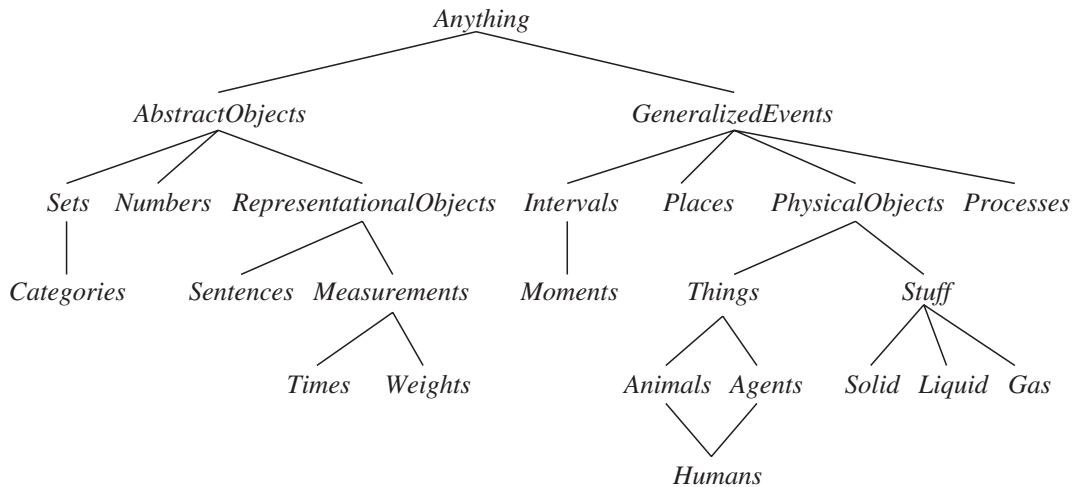 Anything
AbstractObjects GeneralizedEvents
Sets Numbers RepresentationalObjects Intervals Places PhysicalObjects Processes
Categories Sentences Measurements Moments Things Stuff
Times Weights Animals Agents Solid Liquid Gas
Humans